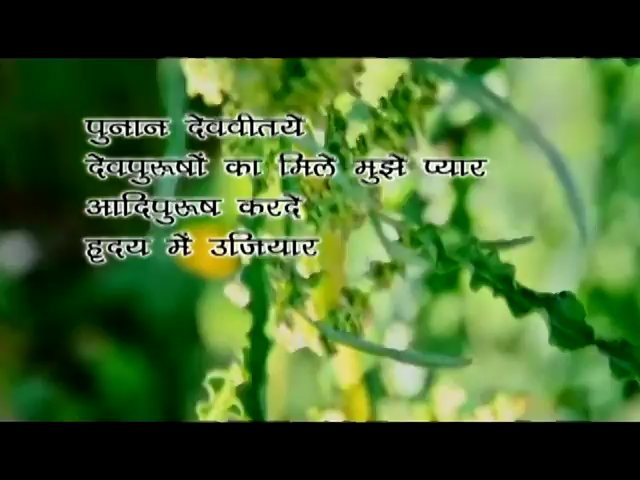 पुनान देववीतये
देवपुरूषों का मिले मुझे प्यार
आदिपुरूष करदे
हृदय में उजियार